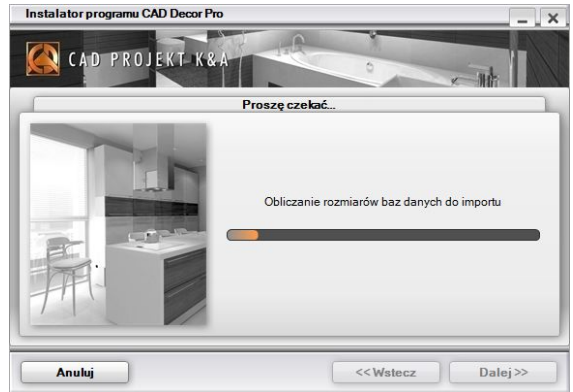 Instalator programu CAD Decor Pro
CAD PROJEKT K&A
Proszę czekać...
Obliczanie rozmiarów baz danych do importu
Anuluj
<< Wstecz
Dalej >>